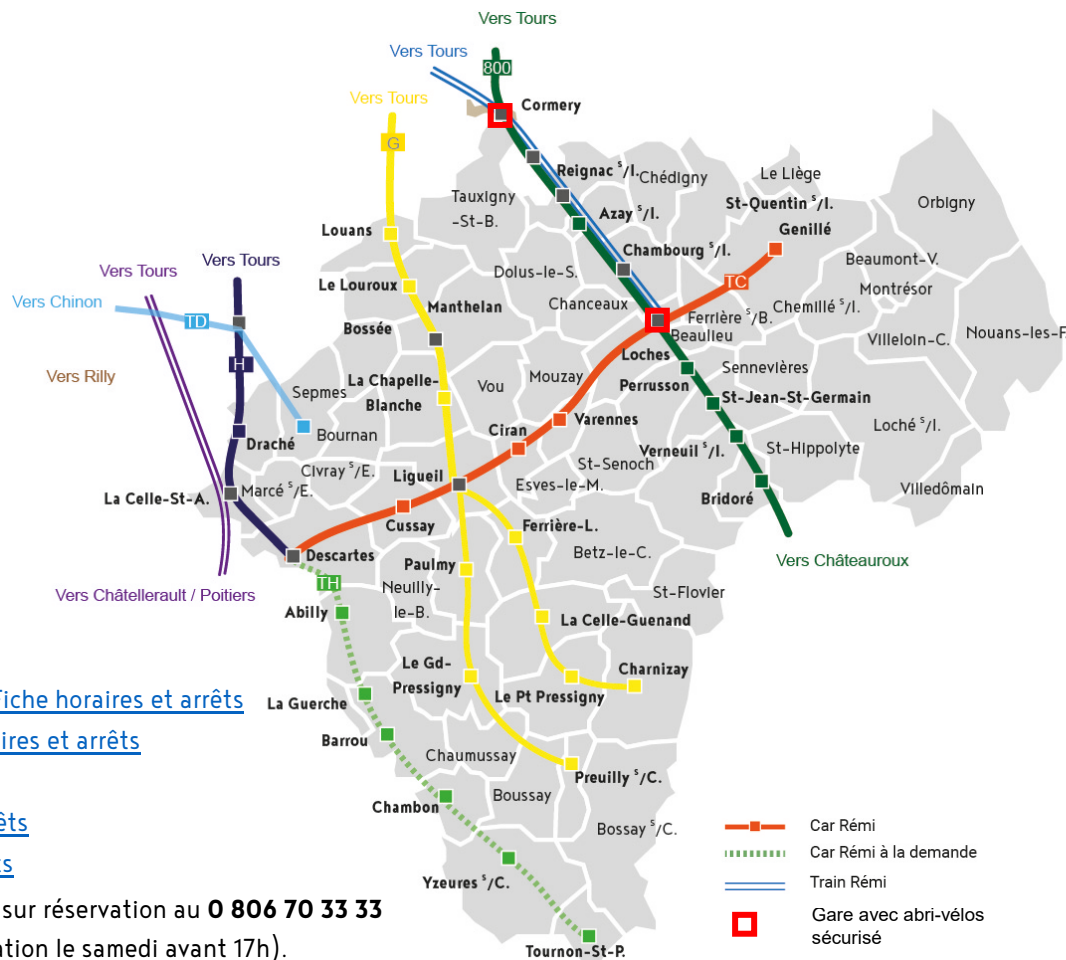 Vers Tours
Vers Tours
800
Vers Tours
Cormery
G
Reignac s/I.
Chédigny
Le Liège
Tauxigny
-St-B.
St-Quentin s/I.
Orbigny
Azay s/I.
Louans
Genillé
Chambourg s/I.
Vers Tours
Vers Tours
Dolus-le-S.
Beaumont-V.
TC
Le Louroux
Montrésor
Vers Chinon
Manthelan
Chanceaux
Chemillé s/I.
TD
Ferrière s/B.
Bossée
Beaulieu
Villeloin-C.
Nouans-les-F.
Loches
H
Vers Rilly
La Chapelle-
Blanche
Vou
Mouzay
Perrusson
Sennevières
Sepmes
St-Jean-St-Germain
Bournan
Ciran
Varennes
Loché s/I.
Draché
Verneuil s/I.
St-Hippolyte
Civray s/E.
Ligueil
St-Senoch
La Celle-St-A.
Marcé s/E.
Esves-le-M.
Bridoré
Villedômain
Cussay
Ferrière-L.
Descartes
Betz-le-C.
Vers Châteauroux
Paulmy
TH
Neuilly-
le-B.
Vers Châtellerault / Poitiers
St-Flovier
Abilly
La Celle-Guenand
Le Gd-
Pressigny
Charnizay
Le Pt Pressigny
Fiche horaires et arrêts
La Guerche
ires et arrêts
Barrou
Chaumussay
Preuilly s/C.
Boussay
Chambon
êts
Bossay s/C.
Car Rémi
Car Rémi à la demande
ts
Yzeures s/C.
Train Rémi
sur réservation au 0 806 70 33 33
Gare avec abri-vélos
sécurisé
ation le samedi avant 17h).
Tournon-St-P.